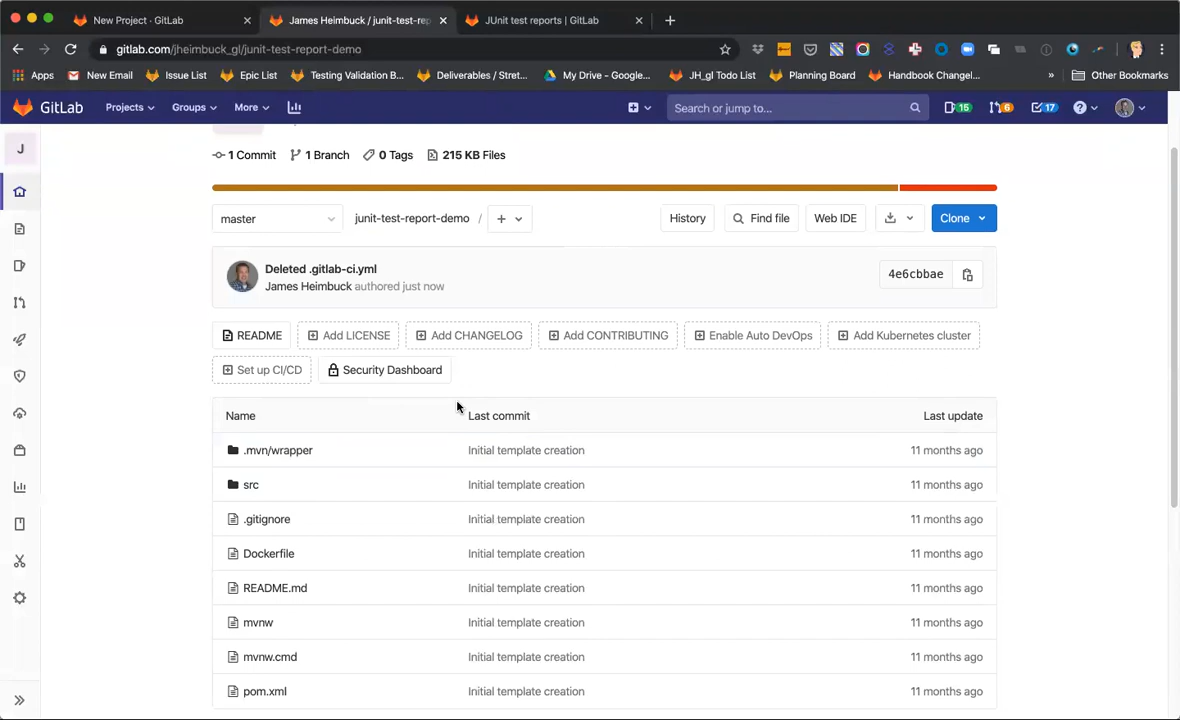 New Project · GitLab
James Heimbuck / junit-test-rep
JUnit test reports | GitLab
gitlab.com/jheimbuck_gl/junit-test-report-demo
Apps
New Email
Issue List
Epic List
Testing Validation B...
Deliverables / Stret...
My Drive - Google...
JH_gl Todo List
Planning Board
Handbook Changel...
»
Other Bookmarks
GitLab
Projects
Groups
More
Search or jump to...
15
6
17
J
1 Commit
1 Branch
0 Tags
215 KB Files
master
junit-test-report-demo /
History
Find file
Web IDE
Clone
Deleted .gitlab-ci.yml
James Heimbuck authored just now
4e6cbbae
README
Add LICENSE
Add CHANGELOG
Add CONTRIBUTING
Enable Auto DevOps
Add Kubernetes cluster
Set up CI/CD
Security Dashboard
Name Last commit Last update
.mvn/wrapper Initial template creation 11 months ago
src Initial template creation 11 months ago
.gitignore Initial template creation 11 months ago
Dockerfile Initial template creation 11 months ago
README.md Initial template creation 11 months ago
mvnw Initial template creation 11 months ago
mvnw.cmd Initial template creation 11 months ago
pom.xml Initial template creation 11 months ago